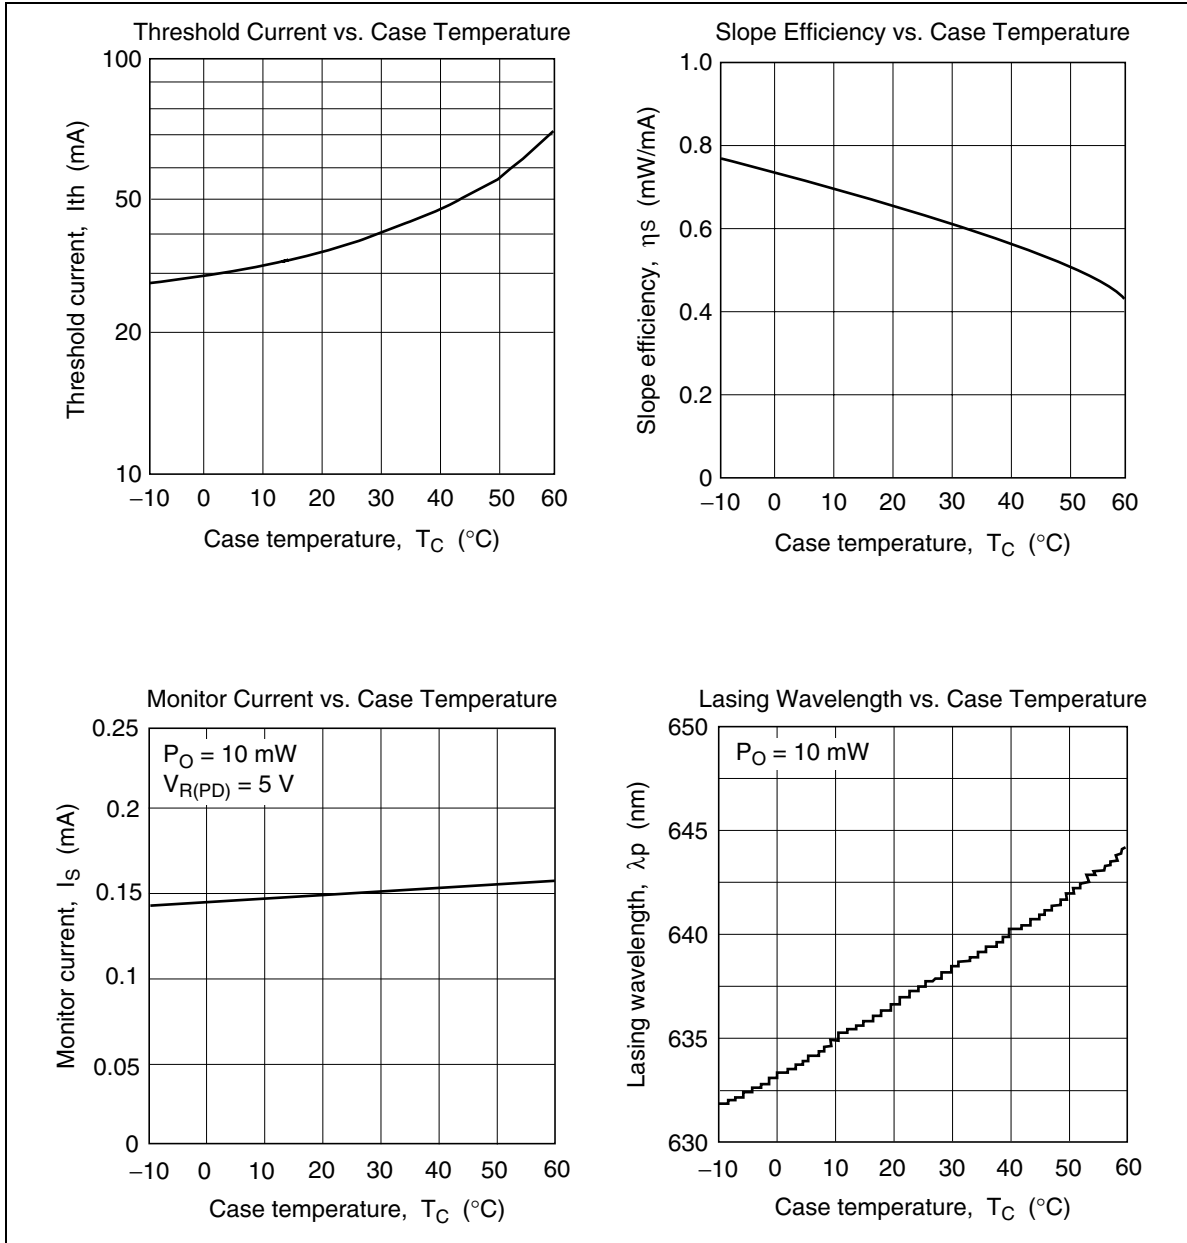 Threshold Current vs. Case Temperature
100
50
20
10
Threshold current, Ith (mA)
−10 0 10 20 30 40 50 60
Case temperature, TC (°C)
Slope Efficiency vs. Case Temperature
1.0
0.8
0.6
0.4
0.2
0
Slope efficiency, ηs (mW/mA)
−10 0 10 20 30 40 50 60
Case temperature, TC (°C)
Monitor Current vs. Case Temperature
PO = 10 mW
VR(PD) = 5 V
0.25
0.2
0.15
0.1
0.05
0
Monitor current, IS (mA)
−10 0 10 20 30 40 50 60
Case temperature, TC (°C)
Lasing Wavelength vs. Case Temperature
PO = 10 mW
650
645
640
635
630
Lasing wavelength, λp (nm)
−10 0 10 20 30 40 50 60
Case temperature, TC (°C)